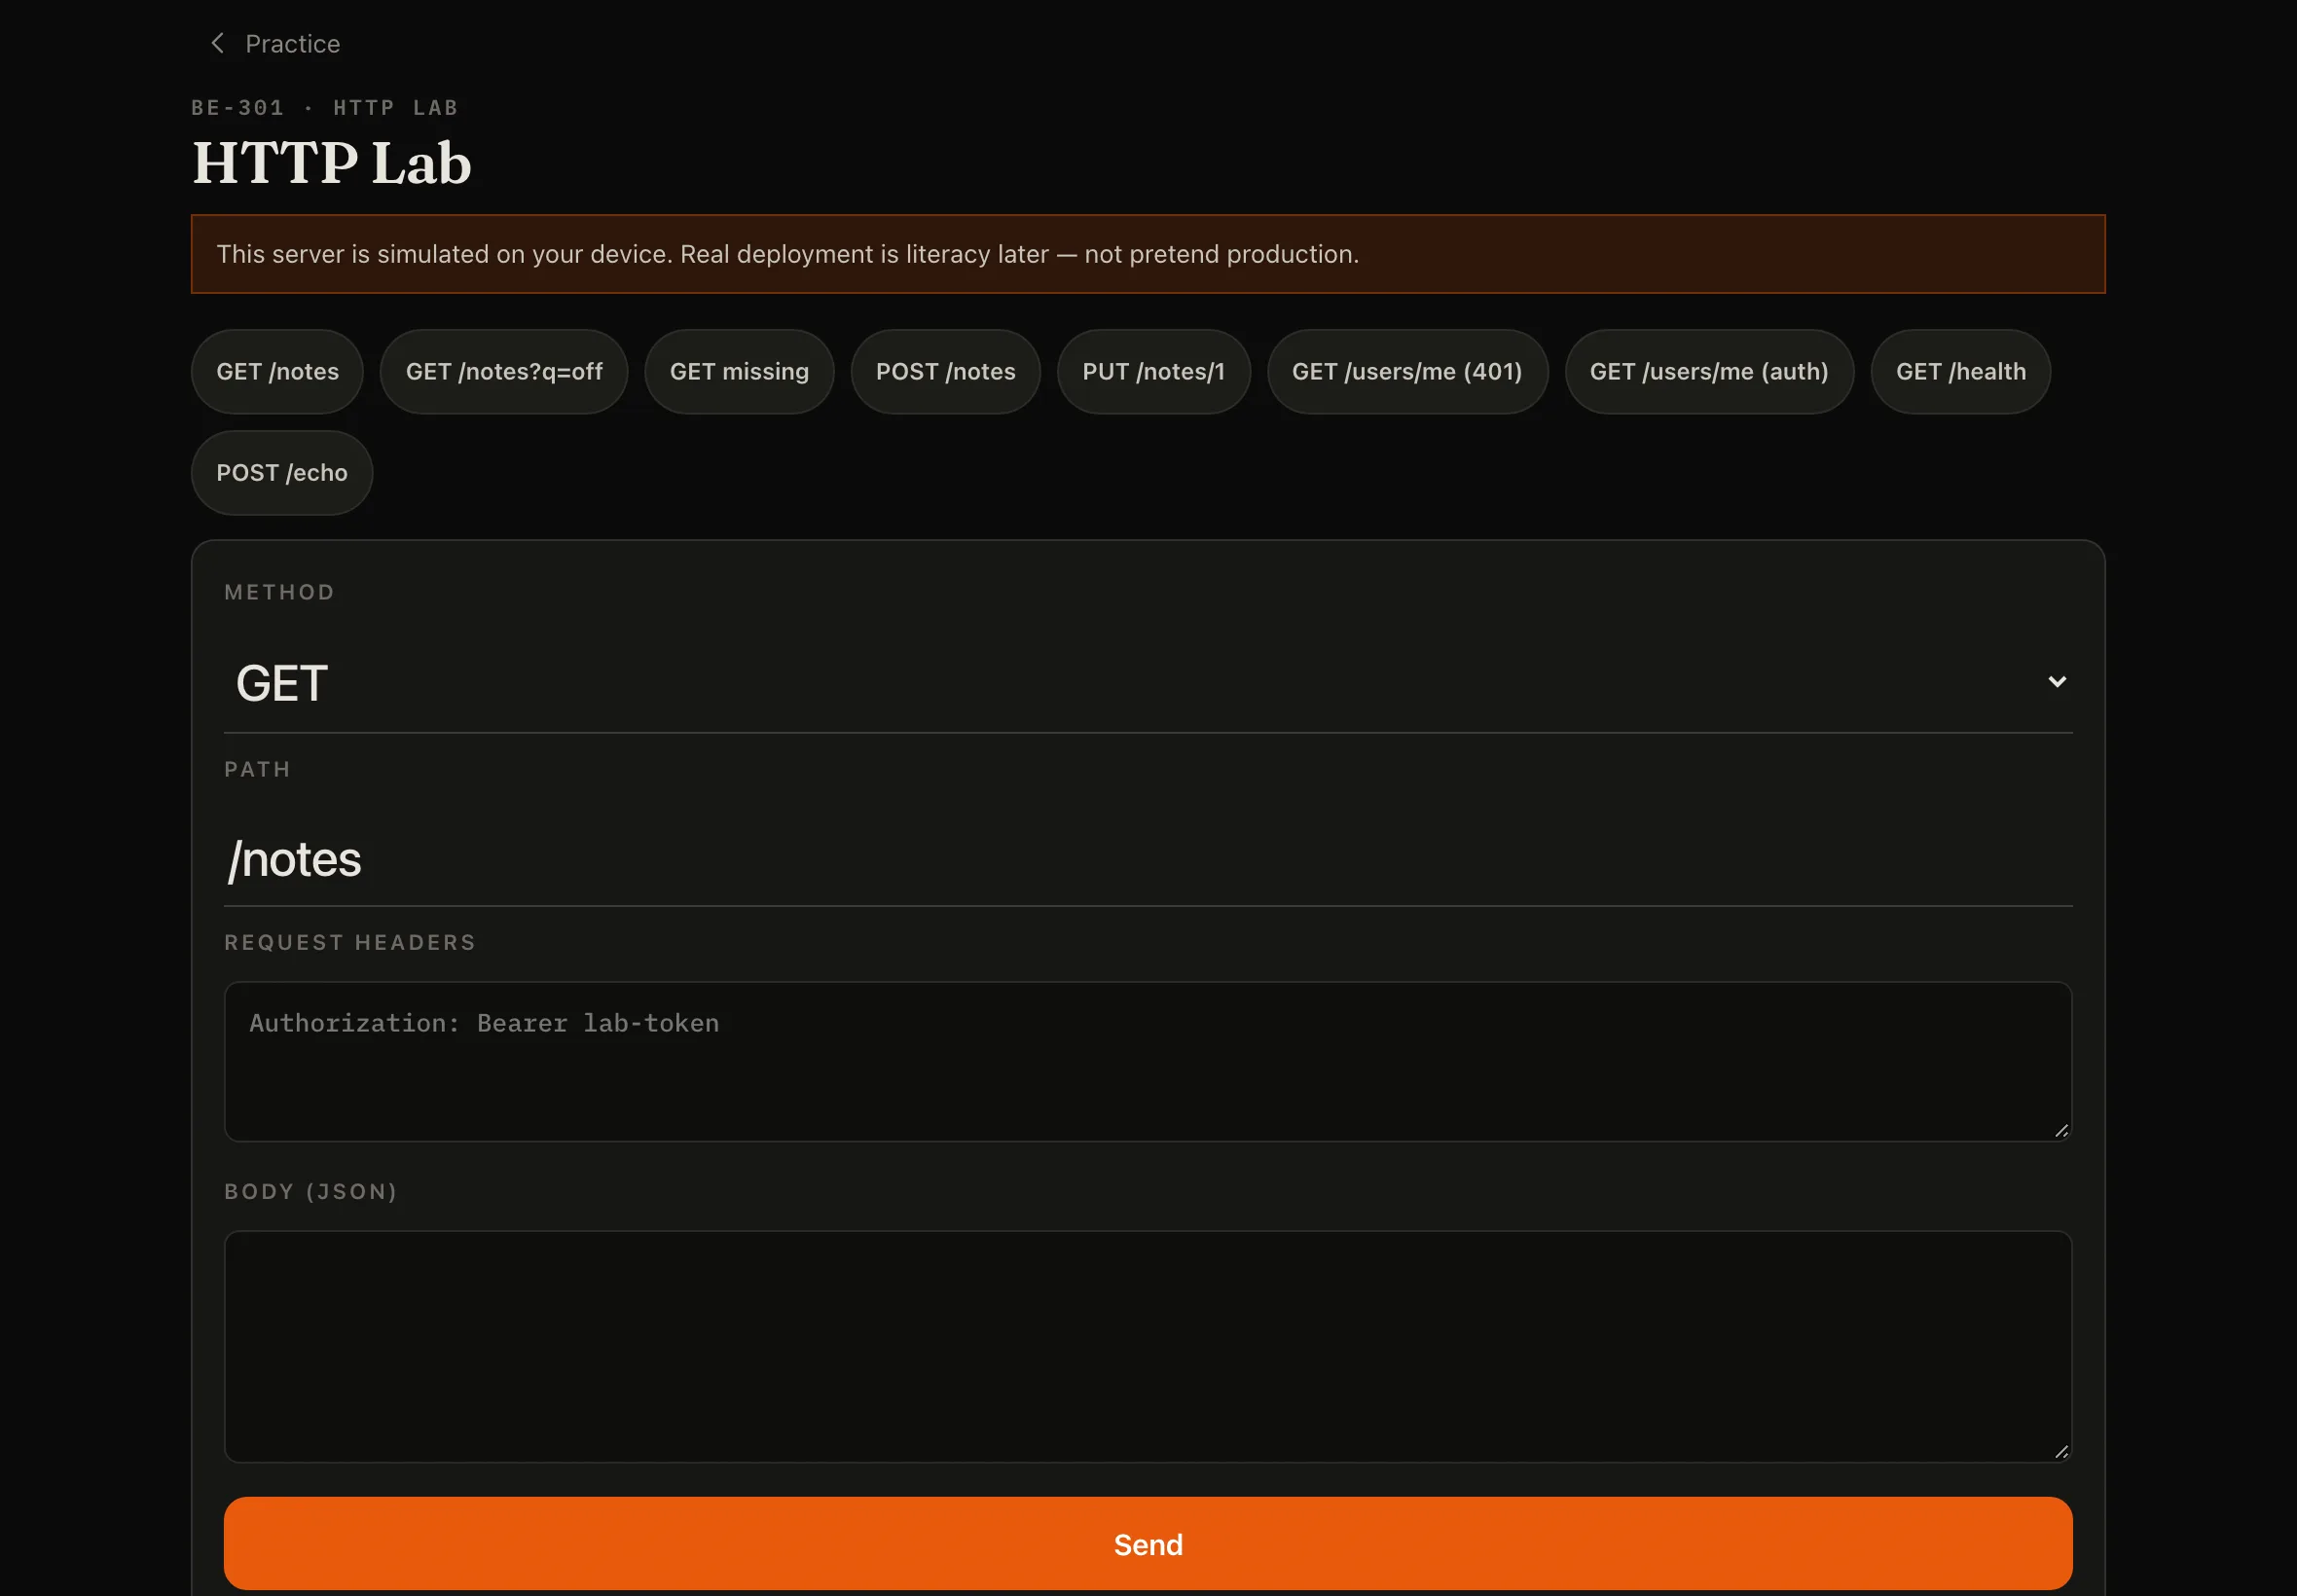 Practice
BE-301 · HTTP LAB
HTTP Lab
This server is simulated on your device. Real deployment is literacy later — not pretend production.
GET /notes
GET /notes?q=off
GET missing
POST /notes
PUT /notes/1
GET /users/me (401)
GET /users/me (auth)
GET /health
POST /echo
METHOD
GET
PATH
/notes
REQUEST HEADERS
Authorization: Bearer lab-token
BODY (JSON)
Send